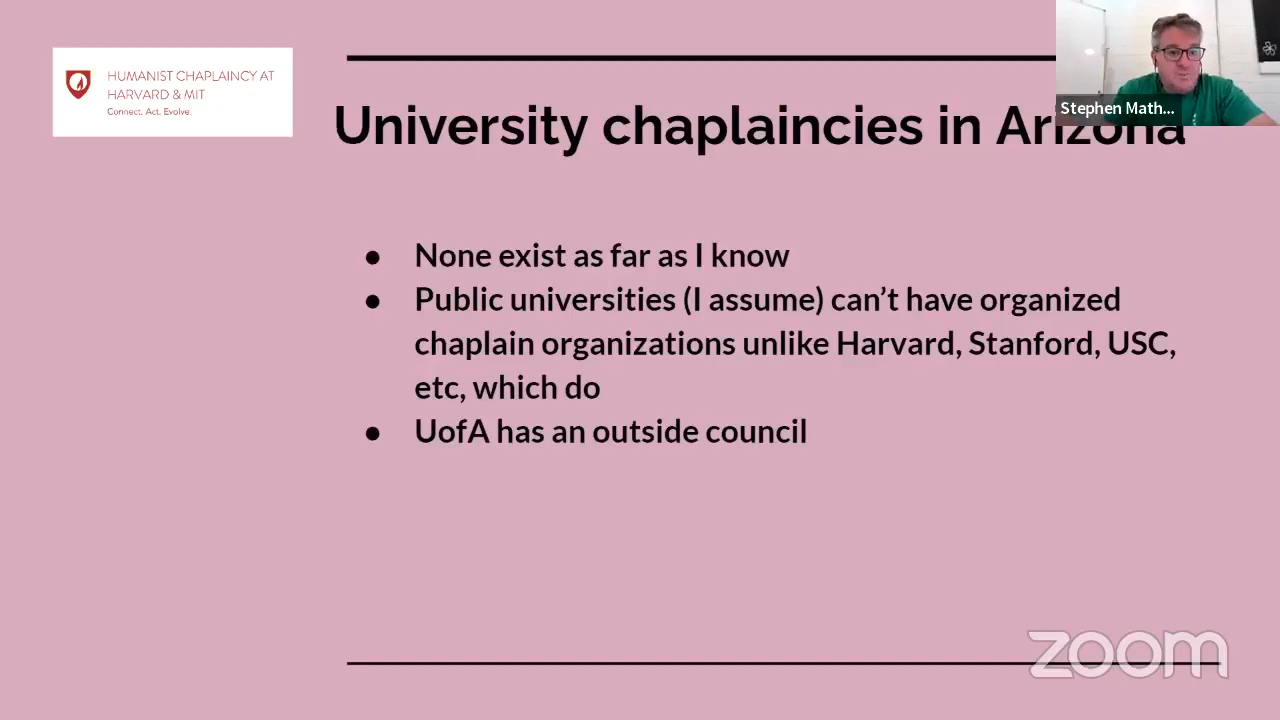 HUMANIST CHAPLAINCY AT
HARVARD & MIT
Connect. Act. Evolve.
Stephen Math...
University chaplaincies in Arizona
● None exist as far as I know
● Public universities (I assume) can’t have organized
chaplain organizations unlike Harvard, Stanford, USC,
etc, which do
● UofA has an outside council
zoom